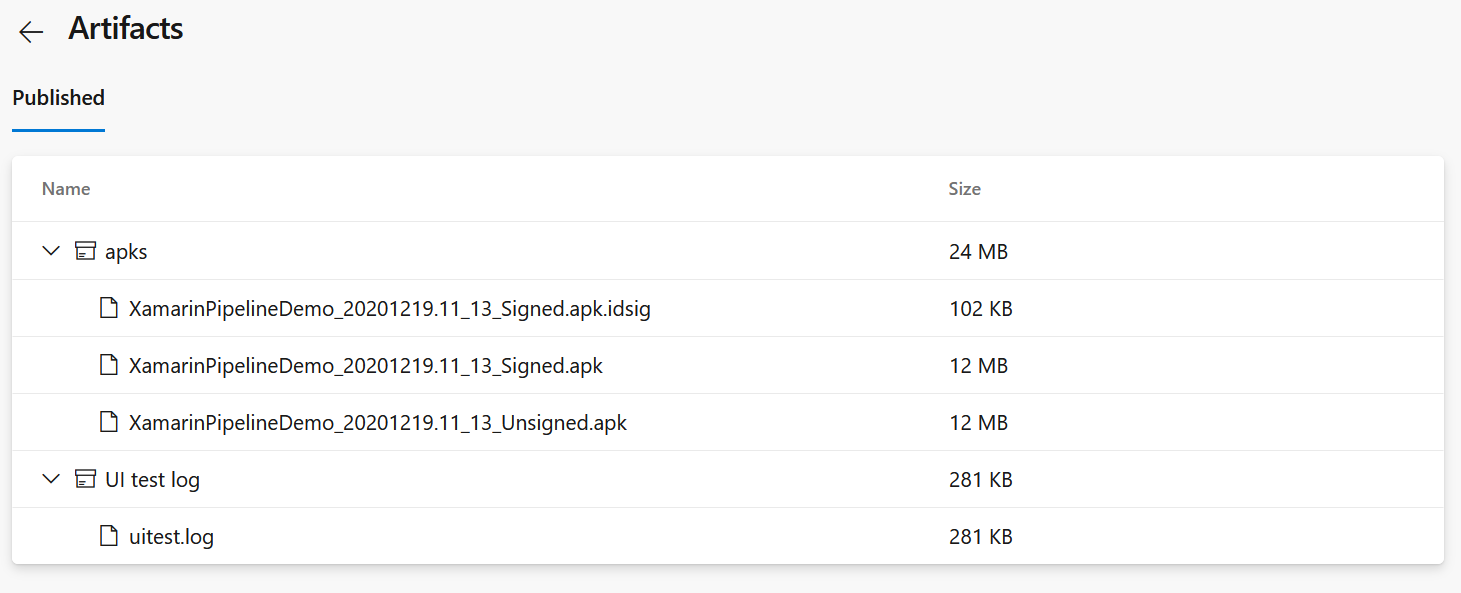 Artifacts
Published
Name Size
apks 24 MB
XamarinPipelineDemo_20201219.11_13_Signed.apk.idsig 102 KB
XamarinPipelineDemo_20201219.11_13_Signed.apk 12 MB
XamarinPipelineDemo_20201219.11_13_Unsigned.apk 12 MB
UI test log 281 KB
uitest.log 281 KB